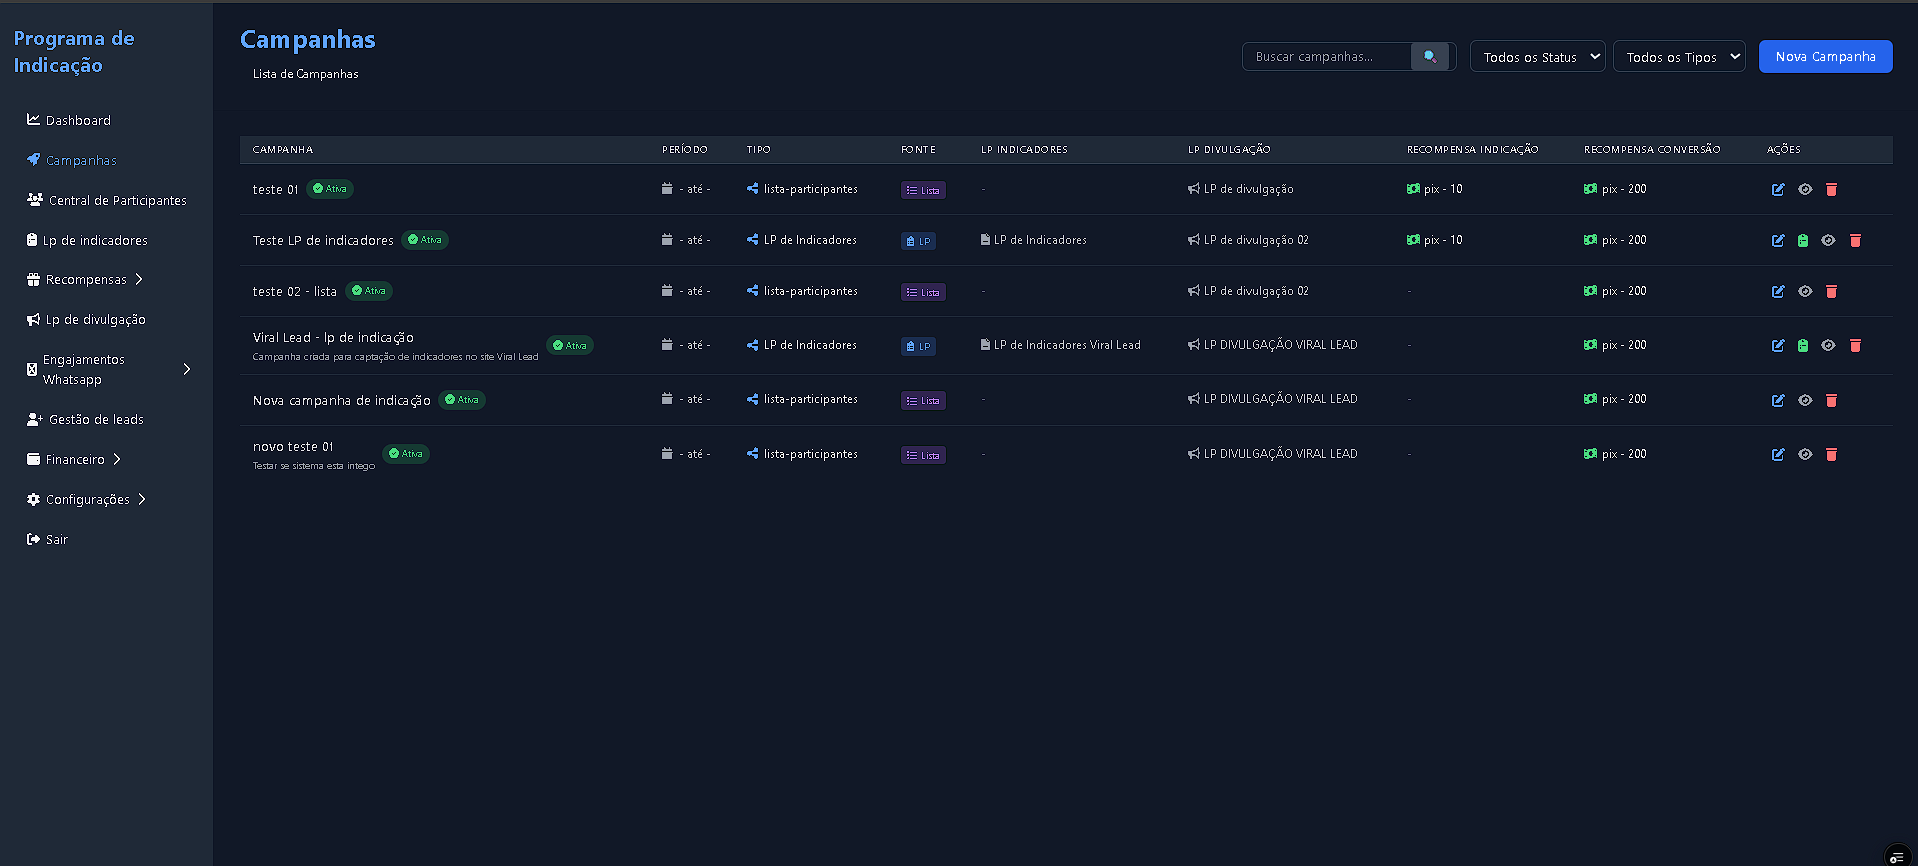 Programa de
Indicação
Dashboard
Campanhas
Central de Participantes
Lp de indicadores
Recompensas
Lp de divulgação
Engajamentos
Whatsapp
Gestão de leads
Financeiro
Configurações
Sair
Campanhas
Lista de Campanhas
Buscar campanhas... Todos os Status Todos os Tipos Nova Campanha
CAMPANHA PERÍODO TIPO FONTE LP INDICADORES LP DIVULGAÇÃO RECOMPENSA INDICAÇÃO RECOMPENSA CONVERSÃO AÇÕES
teste 01 Ativa - até - lista-participantes Lista - LP de divulgação pix - 10 pix - 200
Teste LP de indicadores Ativa - até - LP de Indicadores LP LP de Indicadores LP de divulgação 02 pix - 10 pix - 200
teste 02 - lista Ativa - até - lista-participantes Lista - LP de divulgação 02 - pix - 200
Viral Lead - lp de indicação Ativa - até - LP de Indicadores LP LP de Indicadores Viral Lead LP DIVULGAÇÃO VIRAL LEAD - pix - 200
Campanha criada para captação de indicadores no site Viral Lead
Nova campanha de indicação Ativa - até - lista-participantes Lista - LP DIVULGAÇÃO VIRAL LEAD - pix - 200
novo teste 01 Ativa - até - lista-participantes Lista - LP DIVULGAÇÃO VIRAL LEAD - pix - 200
Testar se sistema esta intego